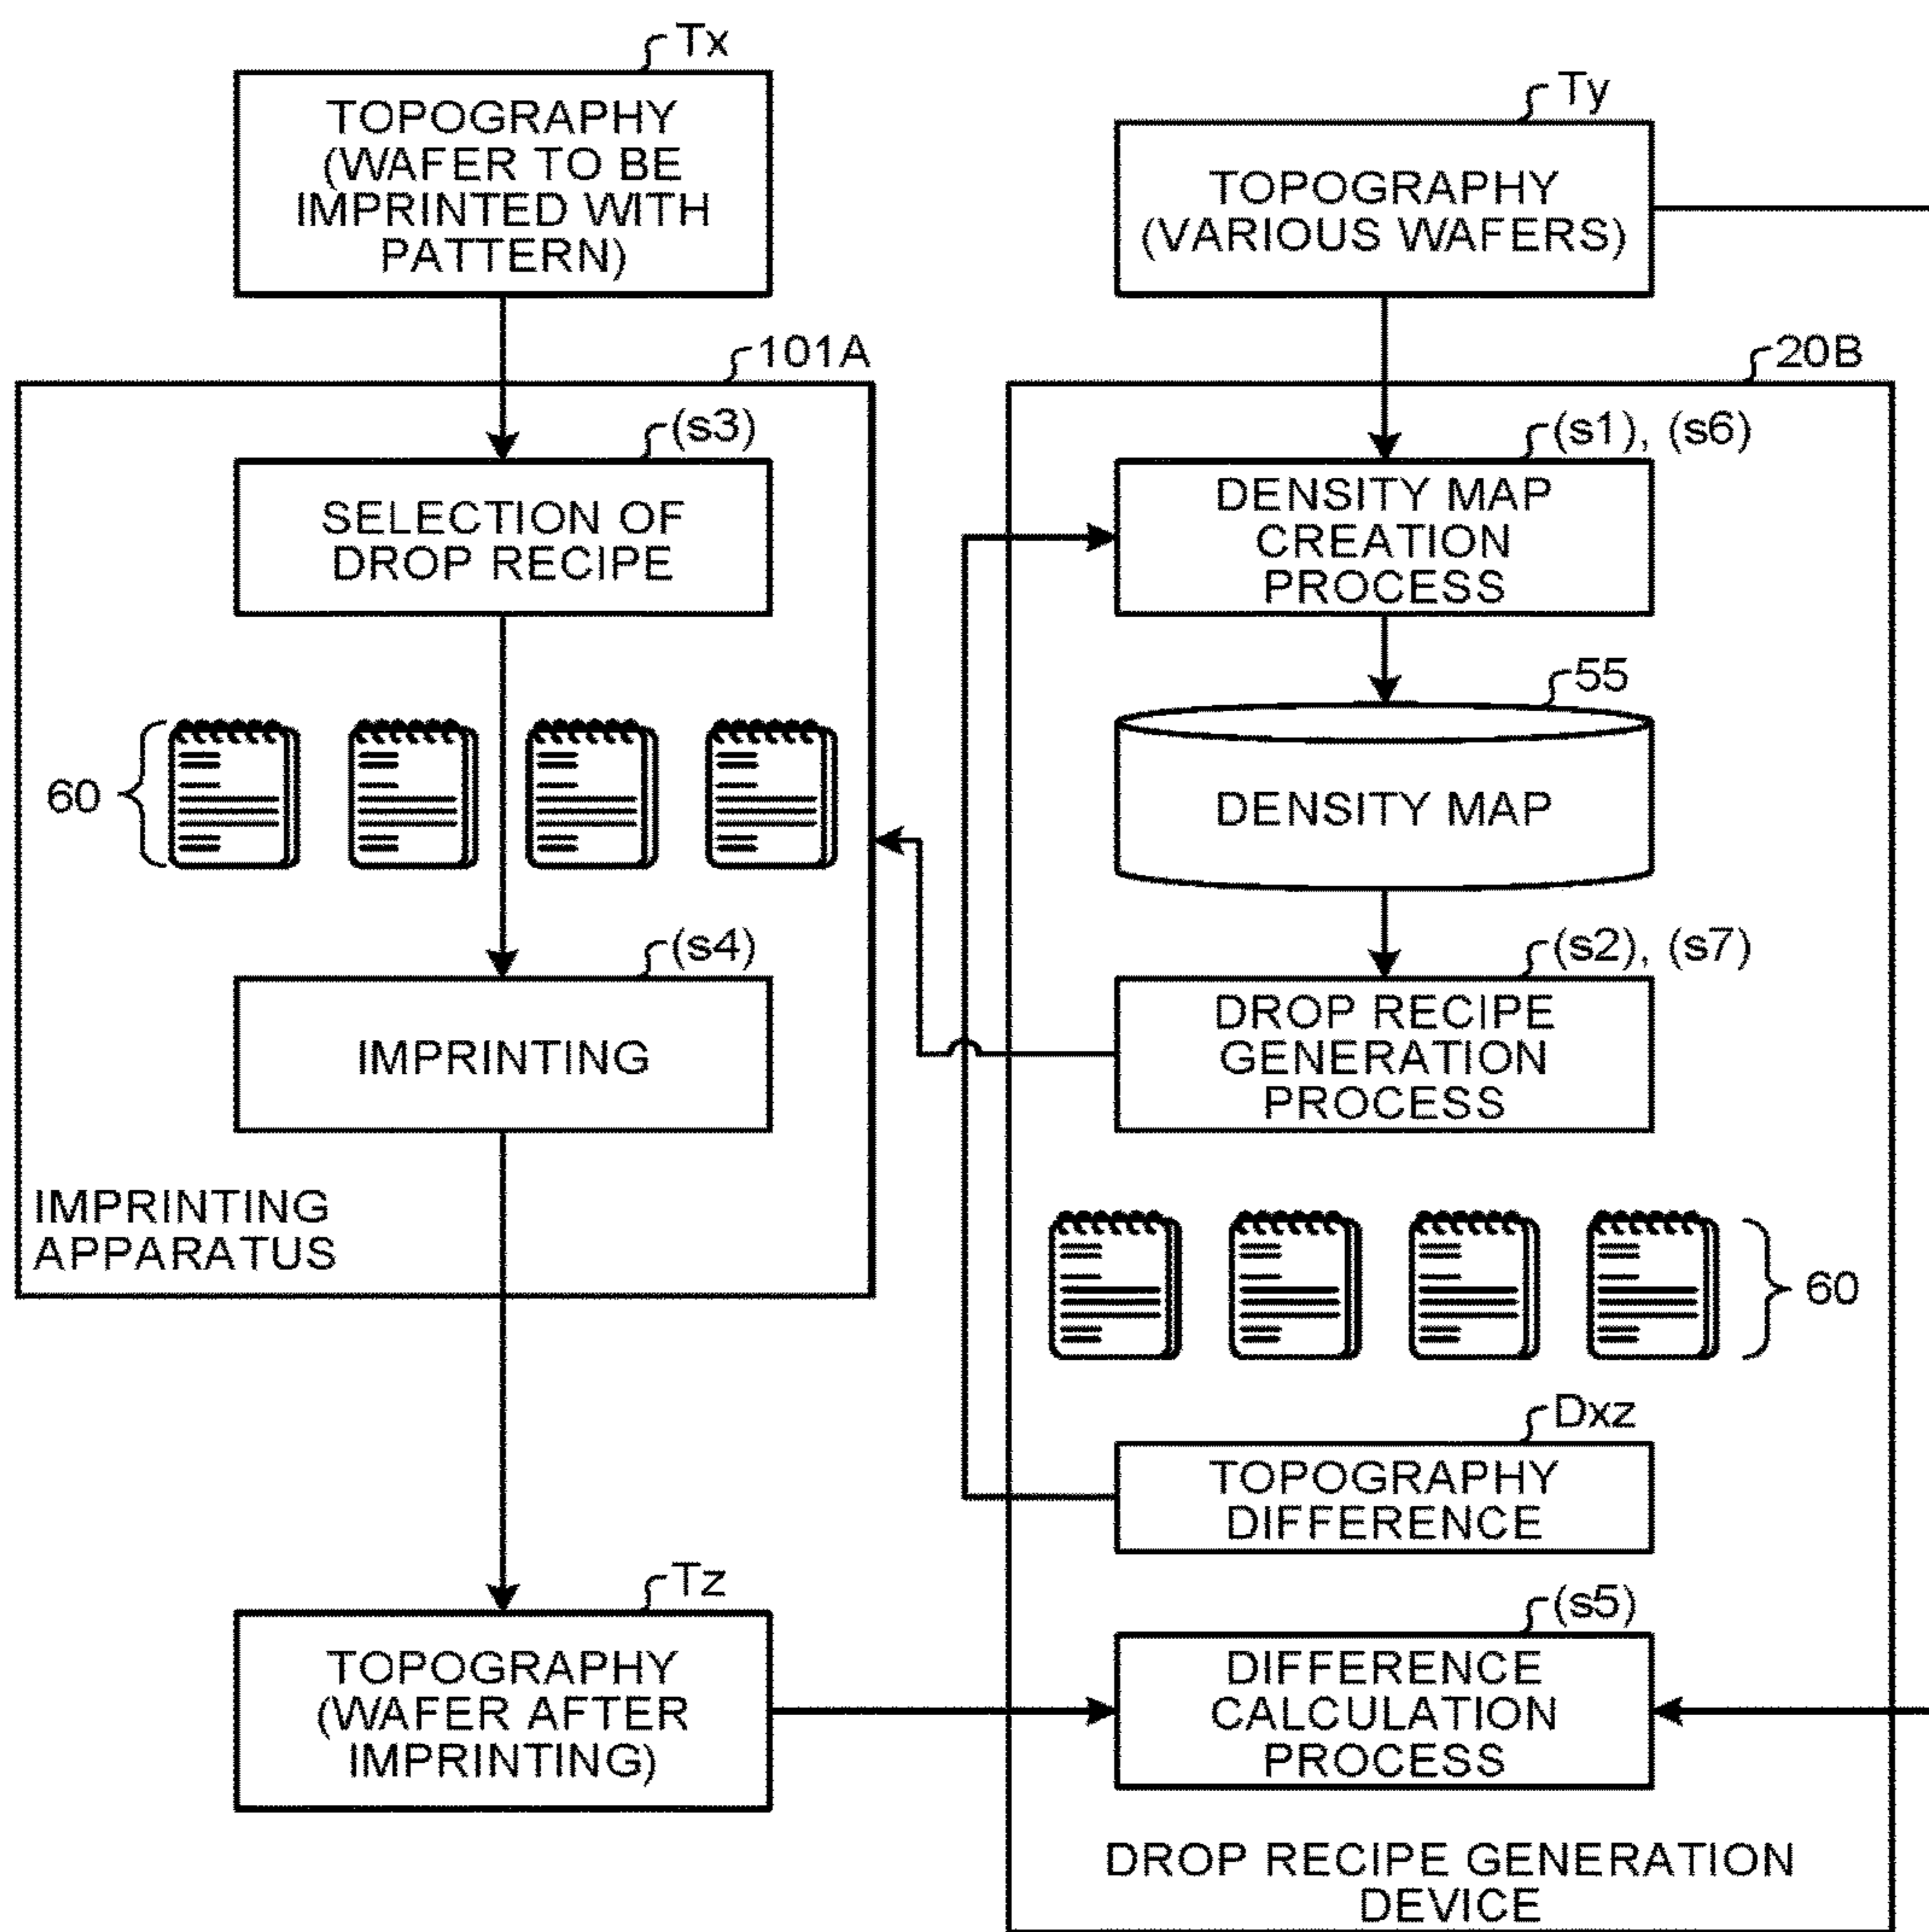 Tx
TOPOGRAPHY
(WAFER TO BE
IMPRINTED WITH
PATTERN)
Ty
TOPOGRAPHY
(VARIOUS WAFERS)
101A
(s3)
SELECTION OF
DROP RECIPE
60
(s4)
IMPRINTING
IMPRINTING
APPARATUS
Tz
TOPOGRAPHY
(WAFER AFTER
IMPRINTING)
20B
(s1), (s6)
DENSITY MAP
CREATION
PROCESS
55
DENSITY MAP
(s2), (s7)
DROP RECIPE
GENERATION
PROCESS
60
Dxz
TOPOGRAPHY
DIFFERENCE
(s5)
DIFFERENCE
CALCULATION
PROCESS
DROP RECIPE GENERATION
DEVICE